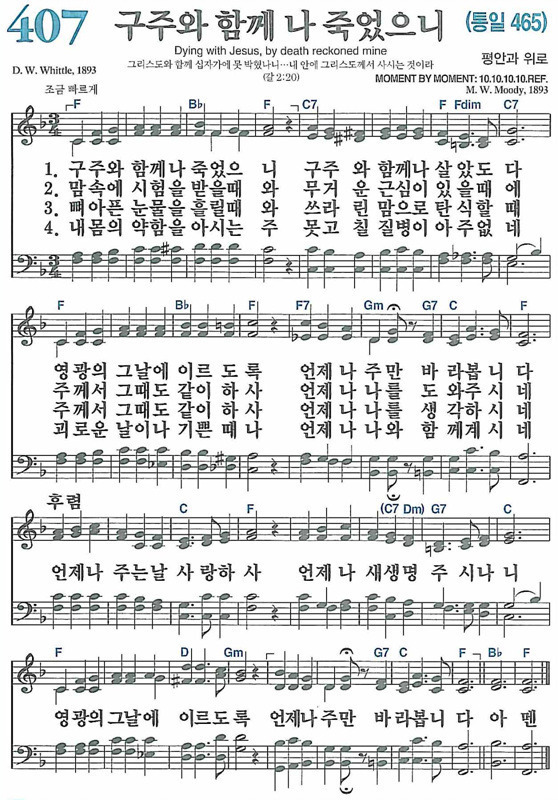 407 구주와 함께 나 죽었으니 (통일 465)
Dying with Jesus, by death reckoned mine
D. W. Whittle, 1893 그리스도와 함께 십자가에 못 박혔나니…내 안에 그리스도께서 사시는 것이라 평안과 위로
(갈 2:20) MOMENT BY MOMENT: 10.10.10.10.REF.
조금 빠르게 M. W. Moody, 1893
F Bb F C7 F Fdim C7
1. 구주와 함께나 죽었으 니 구주 와 함께나 살 았도 다
2. 맘속에 시험을 받을때 와 무거 운 근심이 있을때 에
3. 뼈아픈 눈물을 흘릴때 와 쓰라 린 맘으로 탄식할 때
4. 내몸의 약함을 아시는 주 못고 칠 질병이 아주없 네
F Bb F F7 Gm G7 C F
영 광의 그날에 이르 도 록 언제 나 주만 바 라봅 니 다
주께서 그때도 같이 하 사 언제 나 나를 도 와주 시 네
주께서 그때도 같이 하 사 언제 나 나를 생 각하 시 네
괴로운 날이나 기쁜 때 나 언제 나 나와 함 께계 시 네
후렴
C F (C7 Dm) G7 C
언제나 주는날 사 랑하 사 언제 나 새생명 주 시나 니
F D Gm G7 C F Bb F
영광의그날에 이르도 록 언제나주만 바라봅니 다 아 멘